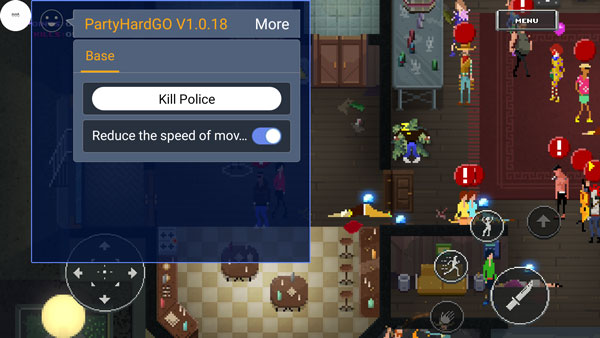 PartyHardGO V1.0.18
More
MENU
Base
Kill Police
Reduce the speed of mov...